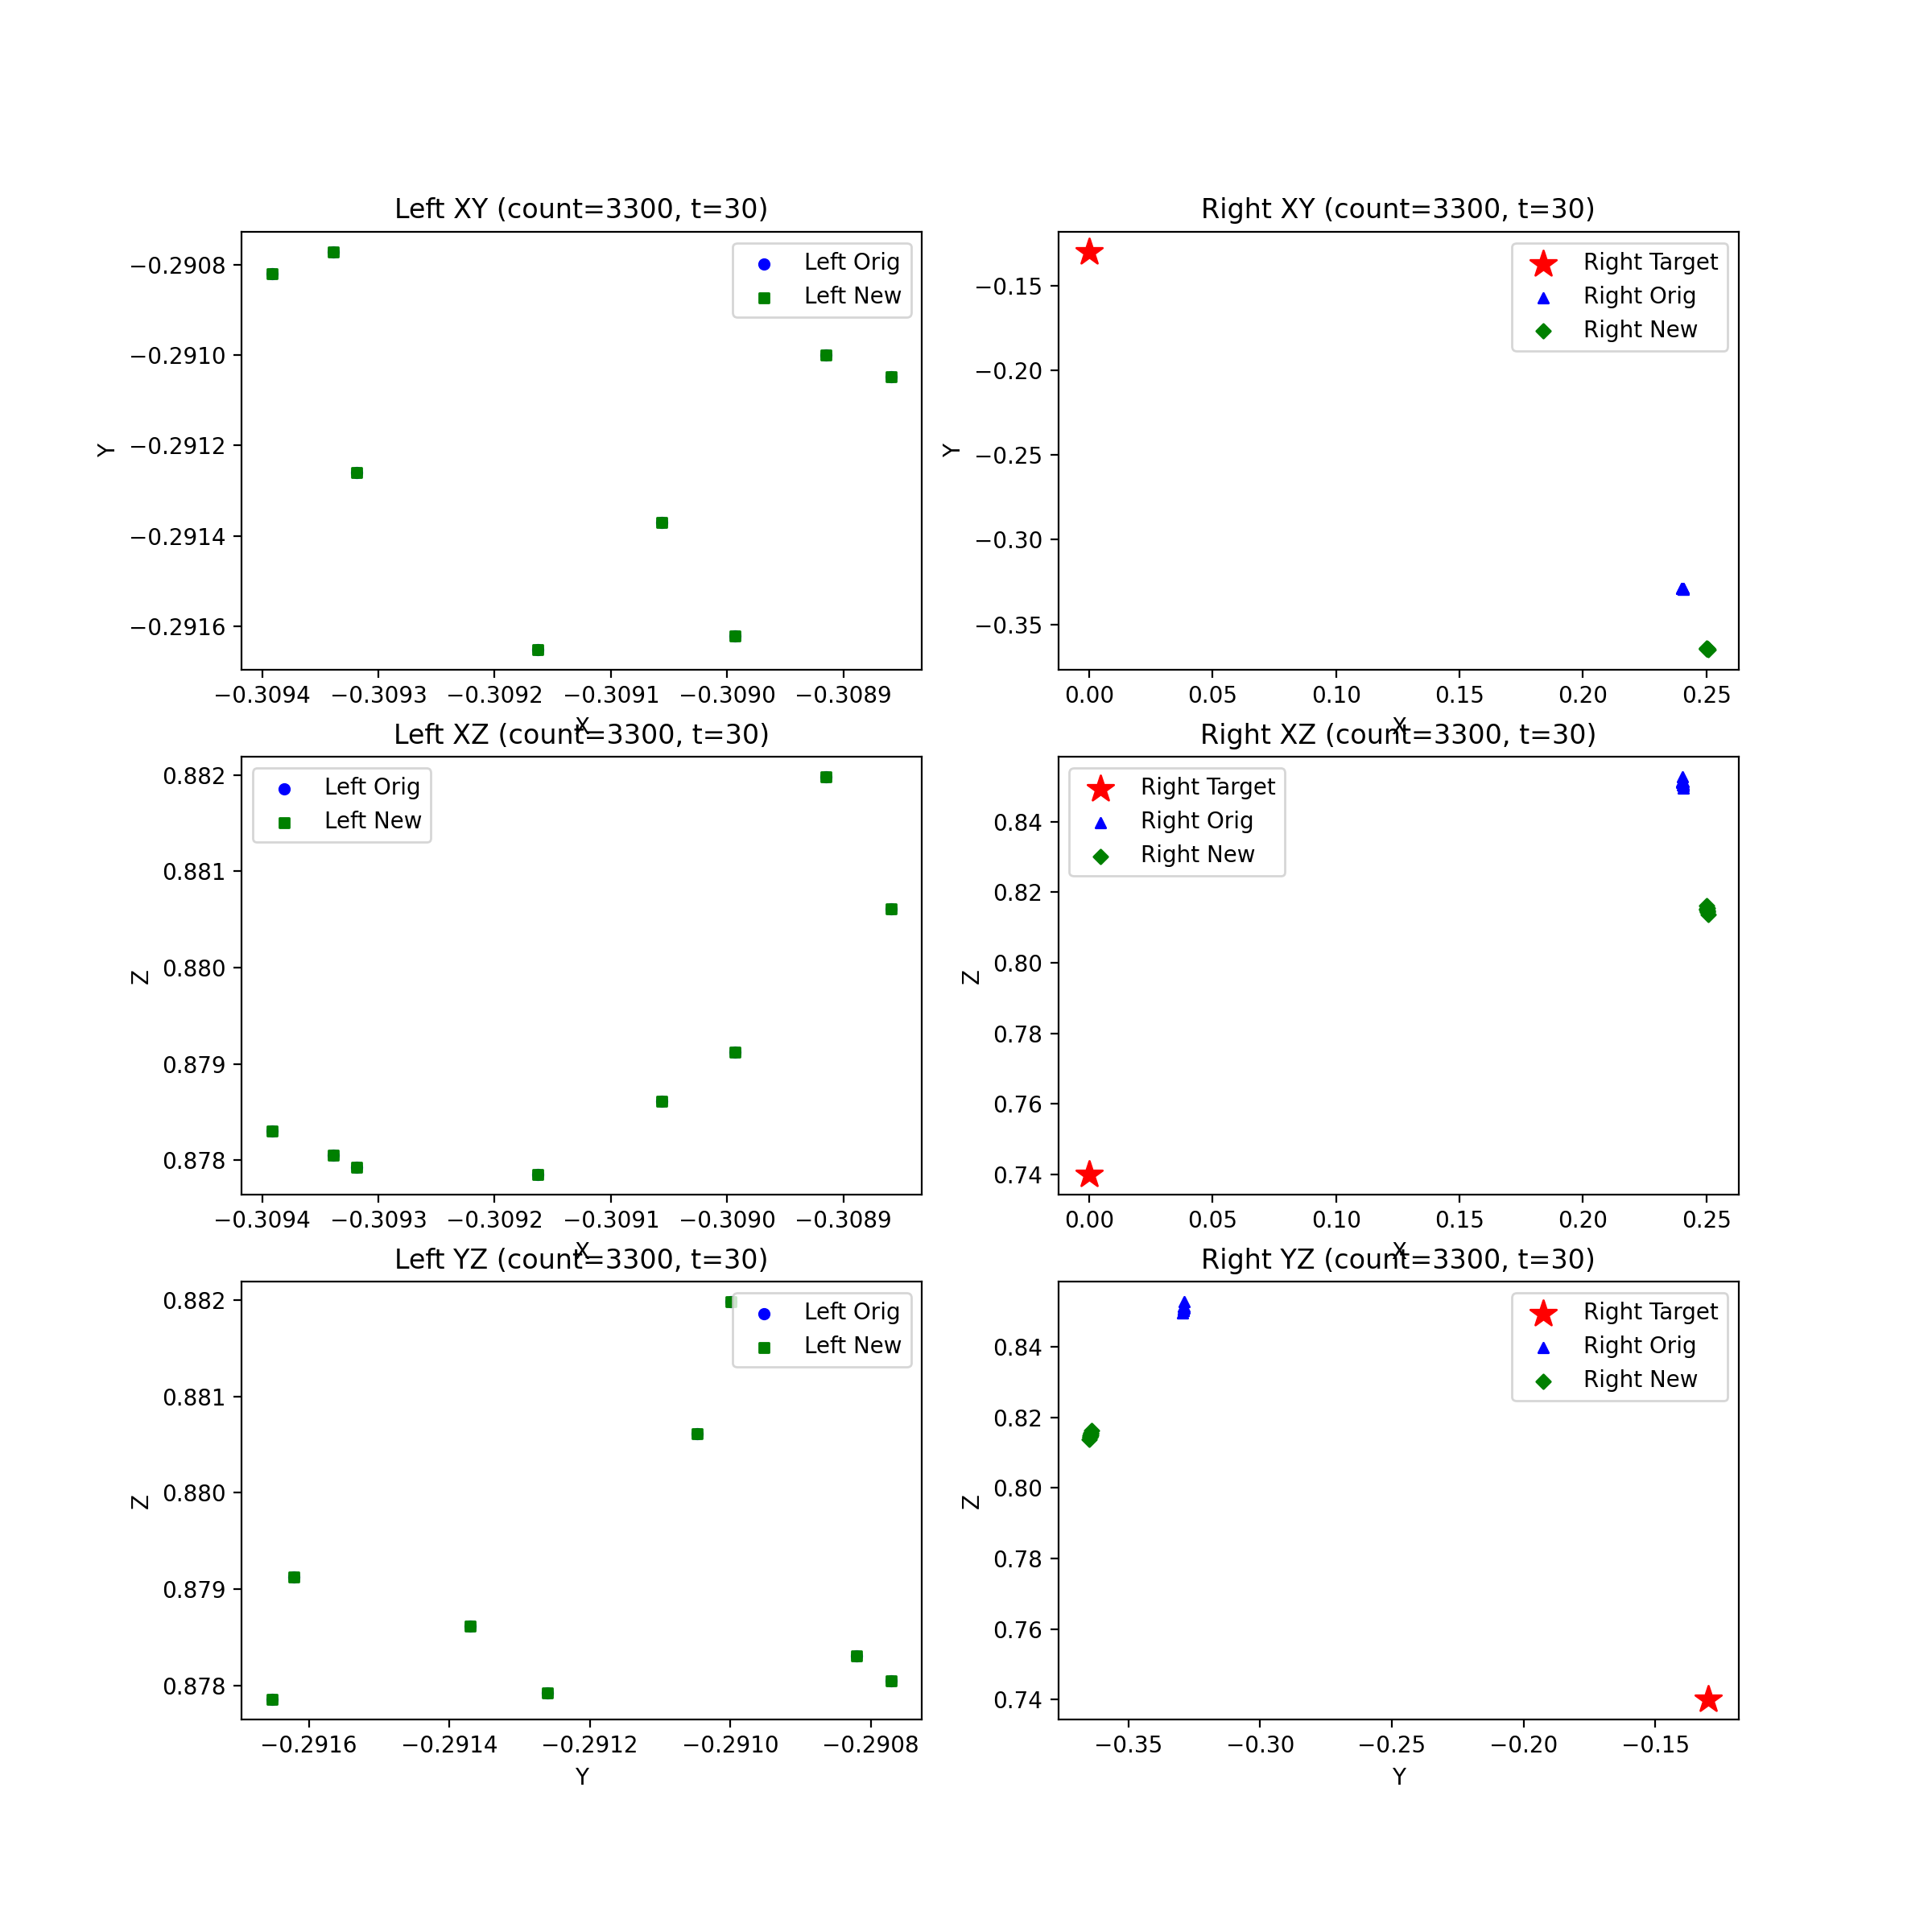 Left XY (count=3300, t=30)
Right XY (count=3300, t=30)
Left Orig
Left New
Right Target
Right Orig
Right New
Y
−0.2908
−0.2910
−0.2912
−0.2914
−0.2916
Y
−0.15
−0.20
−0.25
−0.30
−0.35
−0.3094 −0.3093 −0.3092 −0.3091 −0.3090 −0.3089
X
0.00 0.05 0.10 0.15 0.20 0.25
X
Left XZ (count=3300, t=30)
Right XZ (count=3300, t=30)
Left Orig
Left New
Right Target
Right Orig
Right New
Z
0.882
0.881
0.880
0.879
0.878
Z
0.84
0.82
0.80
0.78
0.76
0.74
−0.3094 −0.3093 −0.3092 −0.3091 −0.3090 −0.3089
X
0.00 0.05 0.10 0.15 0.20 0.25
X
Left YZ (count=3300, t=30)
Right YZ (count=3300, t=30)
Left Orig
Left New
Right Target
Right Orig
Right New
Z
0.882
0.881
0.880
0.879
0.878
Z
0.84
0.82
0.80
0.78
0.76
0.74
−0.2916 −0.2914 −0.2912 −0.2910 −0.2908
Y
−0.35 −0.30 −0.25 −0.20 −0.15
Y